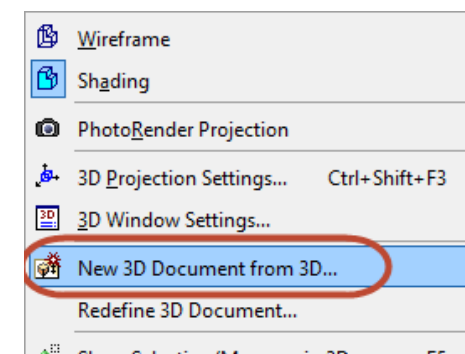 Wireframe
Shading
PhotoRender Projection
3D Projection Settings... Ctrl+Shift+F3
3D Window Settings...
New 3D Document from 3D...
Redefine 3D Document...